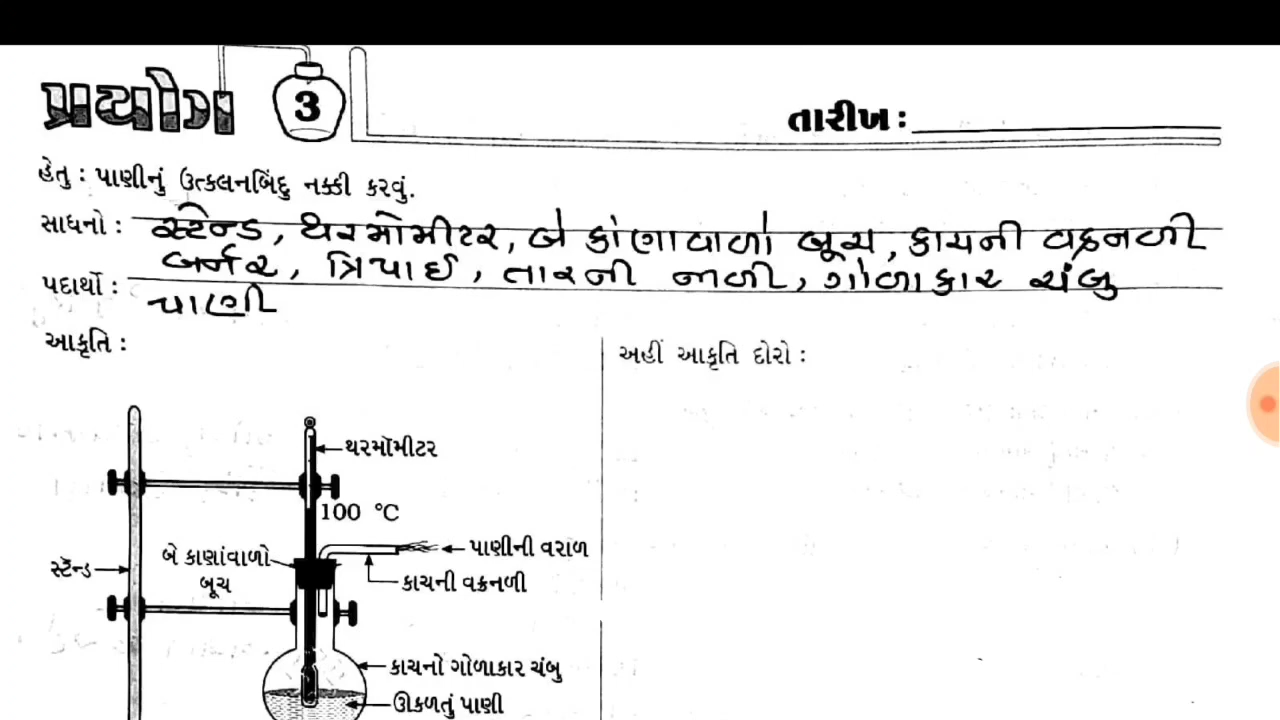 પ્રયોગ 3
તારીખ :
હેતુ : પાણીનું ઉત્કલનબિંદુ નક્કી કરવું.
સાધનો : સ્ટેન્ડ, થરમોમીટર, બે કાંણાવાળો બૂચ, કાચની વક્રનળી
બર્નર, ત્રિપાઈ, તારની જાળી, ગોળાકાર ચંબુ
પદાર્થો :
પાણી
આકૃતિ :
અહીં આકૃતિ દોરો :
થરમૉમીટર
100 °C
પાણીની વરાળ
બે કાણાંવાળો
બૂચ
સ્ટૅન્ડ
કાચની વક્રનળી
કાચનો ગોળાકાર ચંબુ
ઊકળતું પાણી